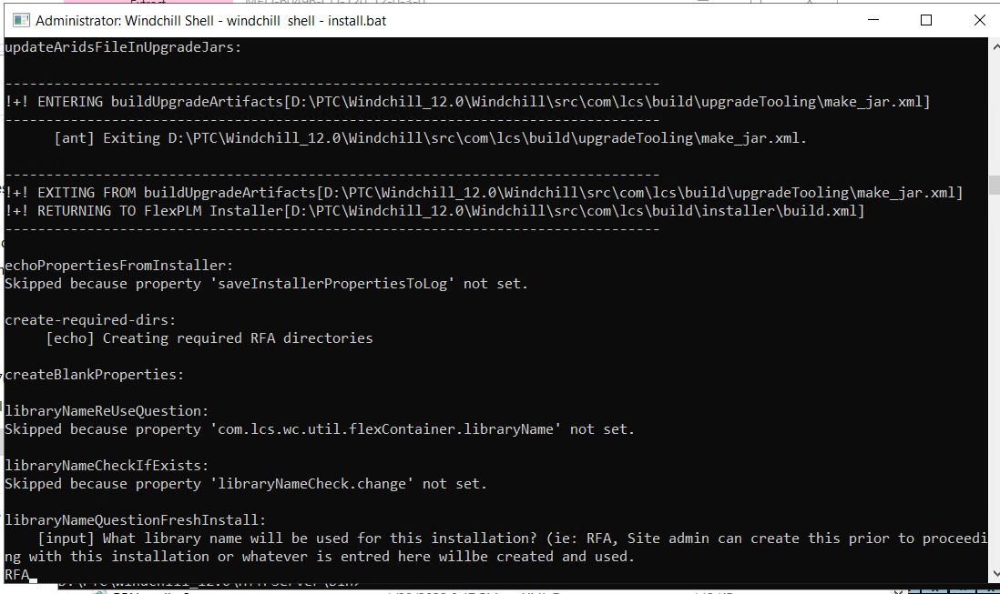 Administrator: Windchill Shell - windchill  shell - install.bat
updateAridsFileInUpgradeJars:
--------------------------------------------------------------------------------
!+! ENTERING buildUpgradeArtifacts[D:\PTC\Windchill_12.0\Windchill\src\com\lcs\build\upgradeTooling\make_jar.xml]
--------------------------------------------------------------------------------
[ant] Exiting D:\PTC\Windchill_12.0\Windchill\src\com\lcs\build\upgradeTooling\make_jar.xml.
--------------------------------------------------------------------------------
!+! EXITING FROM buildUpgradeArtifacts[D:\PTC\Windchill_12.0\Windchill\src\com\lcs\build\upgradeTooling\make_jar.xml]
!+! RETURNING TO FlexPLM Installer[D:\PTC\Windchill_12.0\Windchill\src\com\lcs\build\installer\build.xml]
--------------------------------------------------------------------------------
echoPropertiesFromInstaller:
Skipped because property 'saveInstallerPropertiesToLog' not set.
create-required-dirs:
[echo] Creating required RFA directories
createBlankProperties:
libraryNameReUseQuestion:
Skipped because property 'com.lcs.wc.util.flexContainer.libraryName' not set.
libraryNameCheckIfExists:
Skipped because property 'libraryNameCheck.change' not set.
libraryNameQuestionFreshInstall:
[input] What library name will be used for this installation? (ie: RFA, Site admin can create this prior to proceedi
ng with this installation or whatever is entred here willbe created and used.
RFA_